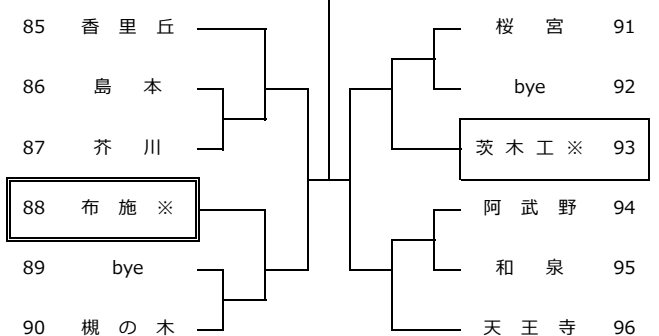 85 香里丘
86 島本
87 芥川
88 布施※
89 bye
90 槻の木
桜宮 91
bye 92
茨木工※ 93
阿武野 94
和泉 95
天王寺 96